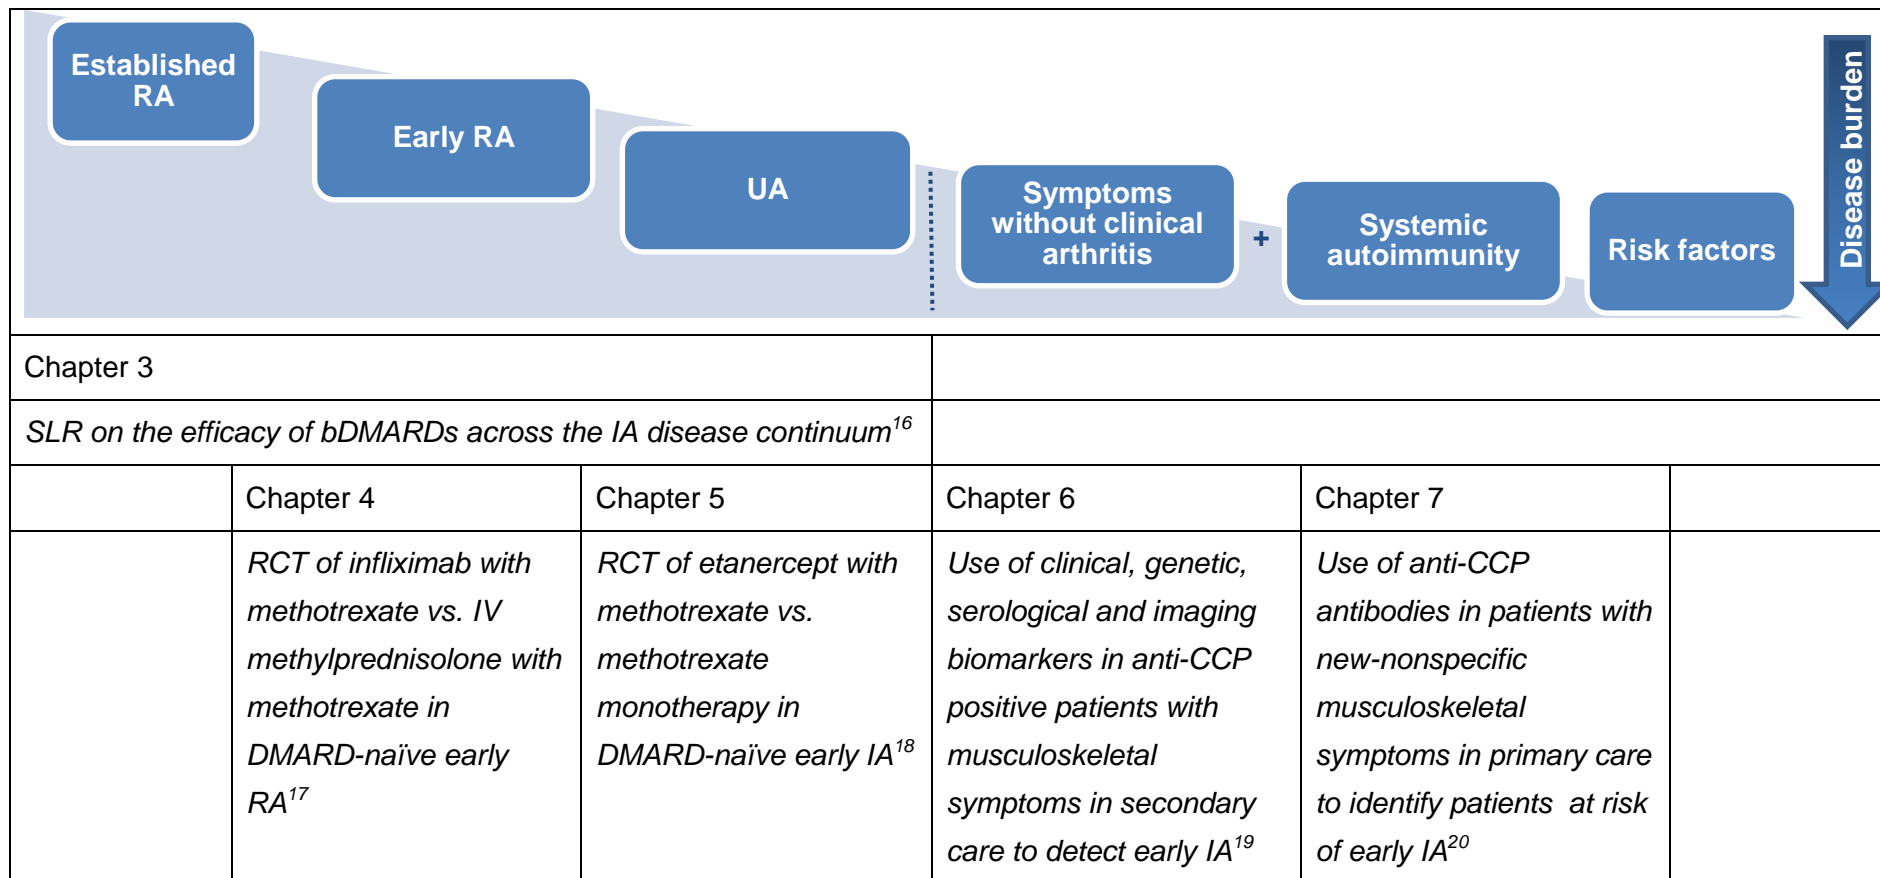 Established
RA
Early RA
UA
Symptoms
without clinical
arthritis
+
Systemic
autoimmunity
Risk factors
Disease burden
Chapter 3
SLR on the efficacy of bDMARDs across the IA disease continuum16
Chapter 4
Chapter 5
Chapter 6
Chapter 7
RCT of infliximab with
methotrexate vs. IV
methylprednisolone with
methotrexate in
DMARD-naïve early
RA17
RCT of etanercept with
methotrexate vs.
methotrexate
monotherapy in
DMARD-naïve early IA18
Use of clinical, genetic,
serological and imaging
biomarkers in anti-CCP
positive patients with
musculoskeletal
symptoms in secondary
care to detect early IA19
Use of anti-CCP
antibodies in patients with
new-nonspecific
musculoskeletal
symptoms in primary care
to identify patients at risk
of early IA20